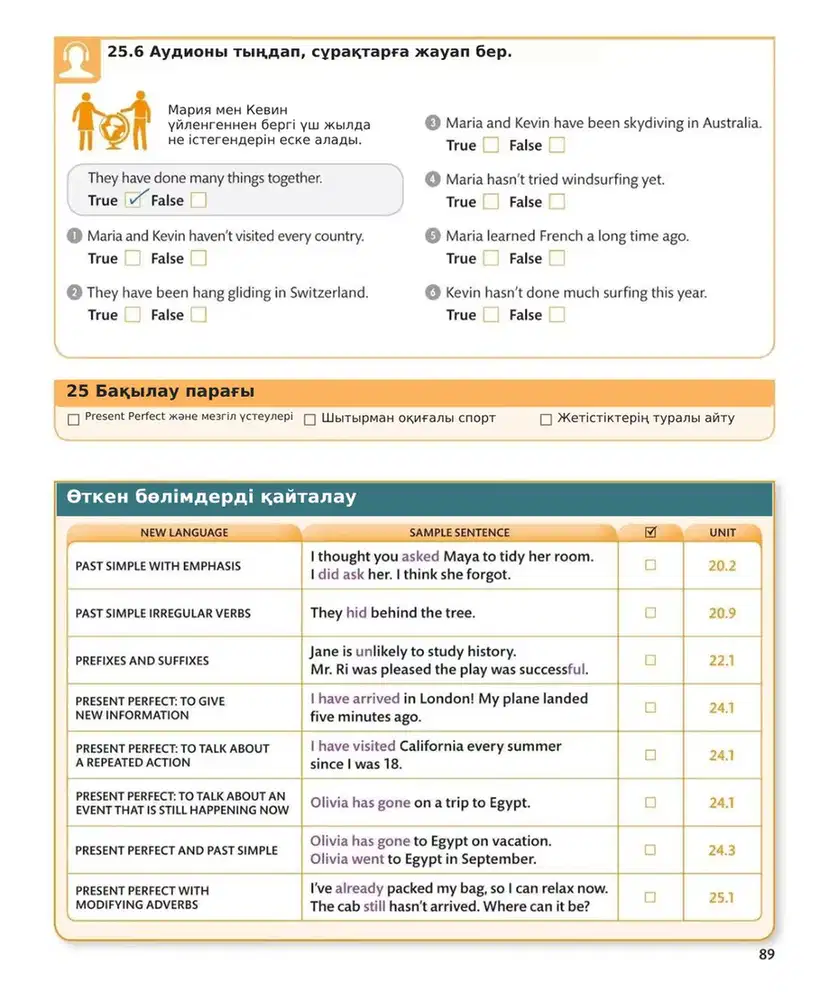 25.6 Аудионы тыңдап, сұрақтарға жауап бер.
Мария мен Кевин
үйленгеннен бергі үш жылда
не істегендерін еске алады.
They have done many things together.
True ✓ False
1 Maria and Kevin haven't visited every country.
True False
2 They have been hang gliding in Switzerland.
True False
3 Maria and Kevin have been skydiving in Australia.
True False
4 Maria hasn't tried windsurfing yet.
True False
5 Maria learned French a long time ago.
True False
6 Kevin hasn't done much surfing this year.
True False
25 Бақылау парағы
Present Perfect және мезгіл үстеулері Шытырман оқиғалы спорт Жетістіктерің туралы айту
Өткен бөлімдерді қайталау
NEW LANGUAGE SAMPLE SENTENCE ☑ UNIT
PAST SIMPLE WITH EMPHASIS
I thought you asked Maya to tidy her room.
I did ask her. I think she forgot.
20.2
PAST SIMPLE IRREGULAR VERBS
They hid behind the tree.
20.9
PREFIXES AND SUFFIXES
Jane is unlikely to study history.
Mr. Ri was pleased the play was successful.
22.1
PRESENT PERFECT: TO GIVE
NEW INFORMATION
I have arrived in London! My plane landed
five minutes ago.
24.1
PRESENT PERFECT: TO TALK ABOUT
A REPEATED ACTION
I have visited California every summer
since I was 18.
24.1
PRESENT PERFECT: TO TALK ABOUT AN
EVENT THAT IS STILL HAPPENING NOW
Olivia has gone on a trip to Egypt.
24.1
PRESENT PERFECT AND PAST SIMPLE
Olivia has gone to Egypt on vacation.
Olivia went to Egypt in September.
24.3
PRESENT PERFECT WITH
MODIFYING ADVERBS
I've already packed my bag, so I can relax now.
The cab still hasn't arrived. Where can it be?
25.1
89